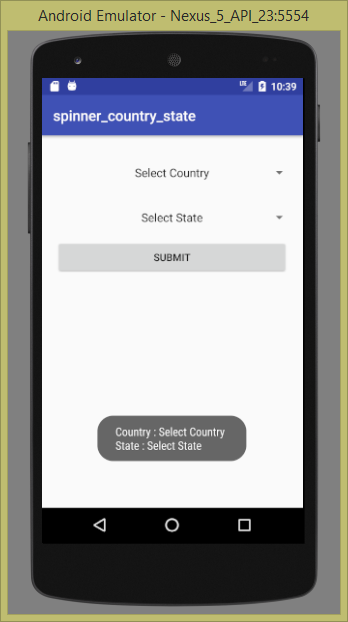 Android Emulator - Nexus_5_API_23:5554
LTE 10:39
spinner_country_state
Select Country
Select State
SUBMIT
Country : Select Country
State : Select State